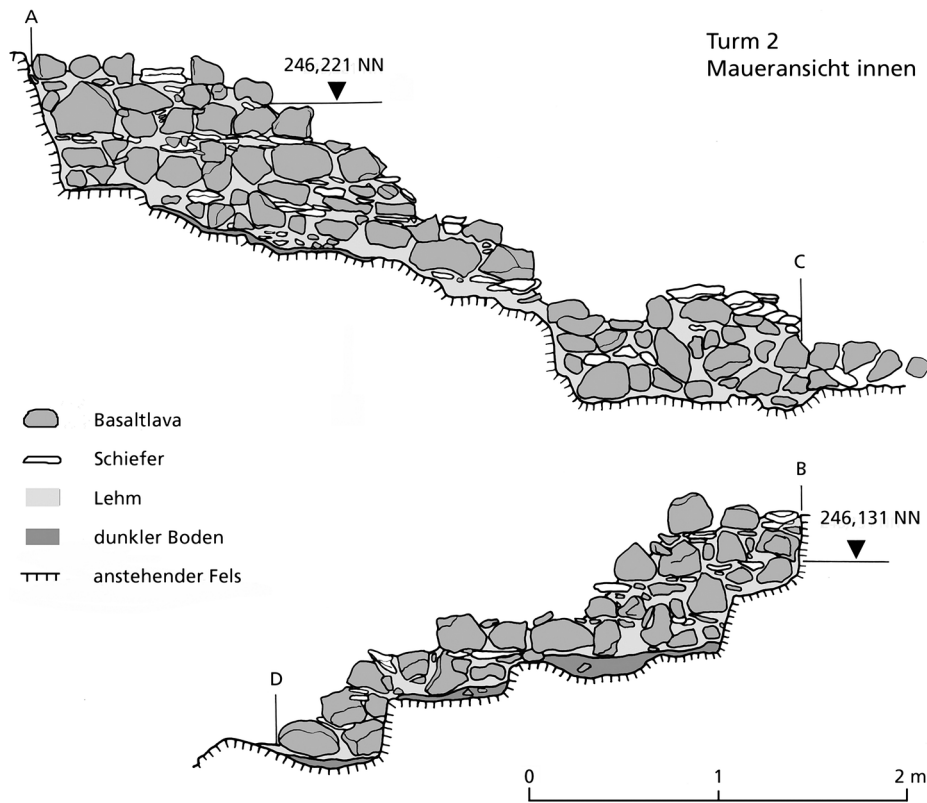 A
246,221 NN
Turm 2
Maueransicht innen
C
Basaltlava
Schiefer
Lehm
dunkler Boden
anstehender Fels
B
246,131 NN
D
0 1 2 m